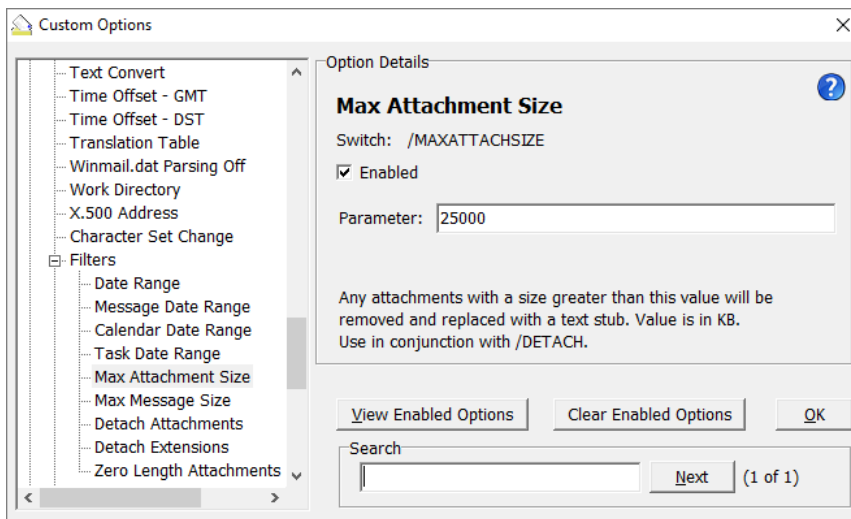 Custom Options
Text Convert
Time Offset - GMT
Time Offset - DST
Translation Table
Winmail.dat Parsing Off
Work Directory
X.500 Address
Character Set Change
Filters
Date Range
Message Date Range
Calendar Date Range
Task Date Range
Max Attachment Size
Max Message Size
Detach Attachments
Detach Extensions
Zero Length Attachments
Option Details
?
Max Attachment Size
Switch: /MAXATTACHSIZE
Enabled
Parameter: 25000
Any attachments with a size greater than this value will be
removed and replaced with a text stub. Value is in KB.
Use in conjunction with /DETACH.
View Enabled Options Clear Enabled Options OK
Search
Next (1 of 1)